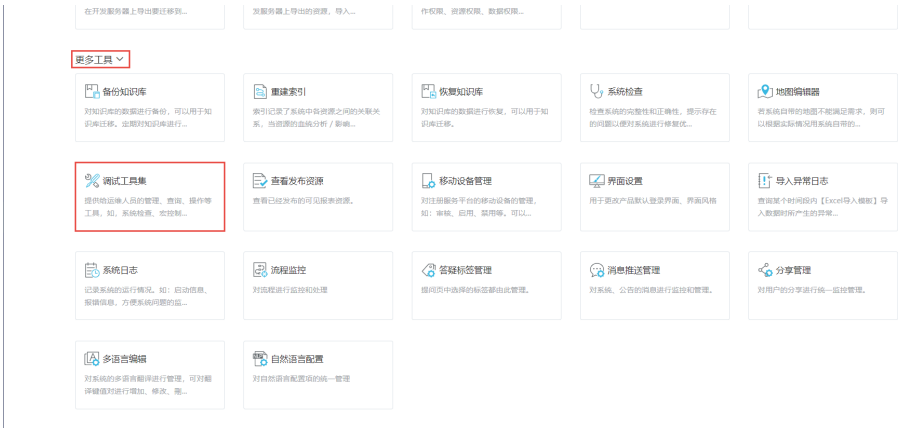 在开发服务器上导出要迁移到...
发服务器上导出的资源，导入...
作权限、资源权限、数据权限...
更多工具
备份知识库
对知识库的数据进行备份，可以用于知
识库迁移。定期对知识库进行...
重建索引
索引记录了系统中各资源之间的关联关
系，当资源的血统分析 / 影响...
恢复知识库
对知识库的数据进行恢复，可以用于知
识库迁移。
系统检查
检查系统的完整性和正确性，提示存在
的问题以便对系统进行修复优...
地图编辑器
若系统自带的地图不能满足需求，则可
以根据实际情况用系统自带的...
调试工具集
提供给运维人员的管理、查询、操作等
工具，如，系统检查、宏控制...
查看发布资源
查看已经发布的可见报表资源。
移动设备管理
对注册服务平台的移动设备的管理，
如：审核、启用、禁用等。可以...
界面设置
用于更改产品默认登录界面、界面风格
导入异常日志
查询某个时间段内【Excel导入模板】导
入数据时所产生的异常...
系统日志
记录系统的运行情况。如：启动信息、
报错信息，方便系统问题的监...
流程监控
对流程进行监控和处理
答疑标签管理
提问页中选择的标签都由此管理。
消息推送管理
对系统、公告的消息进行监控和管理。
分享管理
对用户的分享进行统一监控管理。
多语言编辑
对系统的多语言翻译进行管理，可对翻
译键值对进行增加、修改、删...
自然语言配置
对自然语言配置项的统一管理